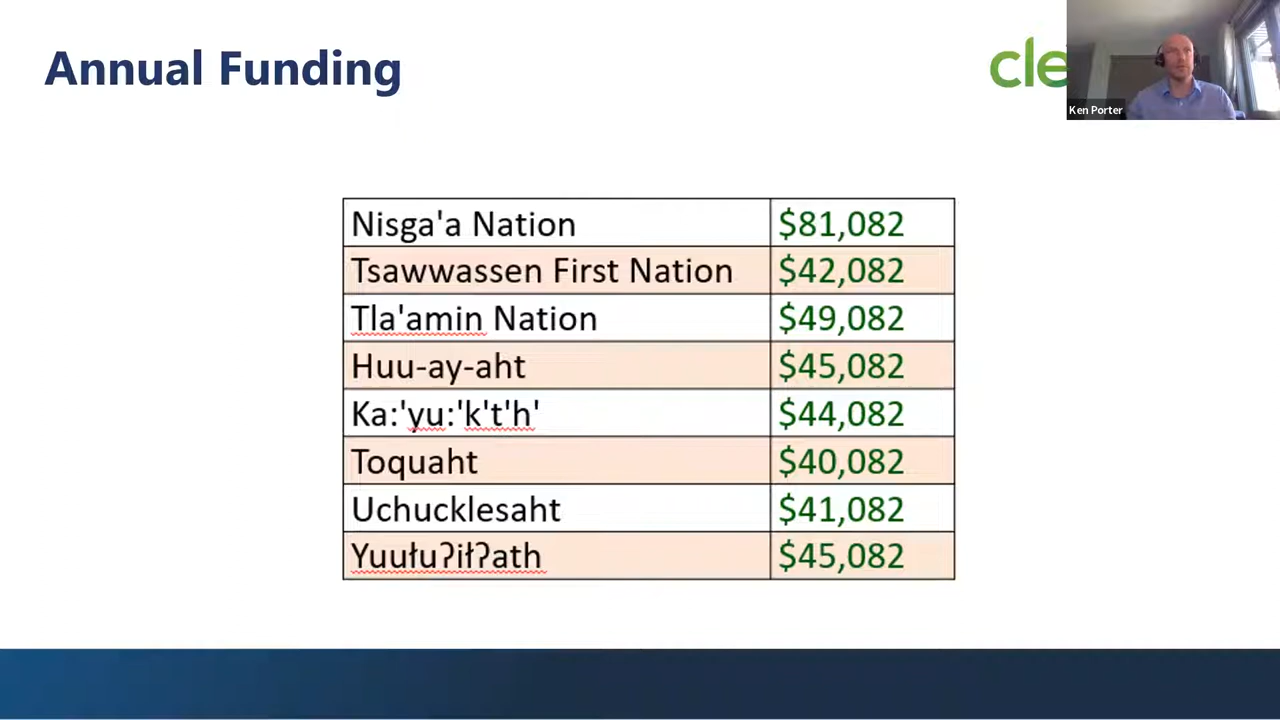 Annual Funding
cle
Ken Porter
Nisga'a Nation $81,082
Tsawwassen First Nation $42,082
Tla'amin Nation $49,082
Huu-ay-aht $45,082
Ka:'yu:'k't'h' $44,082
Toquaht $40,082
Uchucklesaht $41,082
Yuułuʔiłʔath $45,082